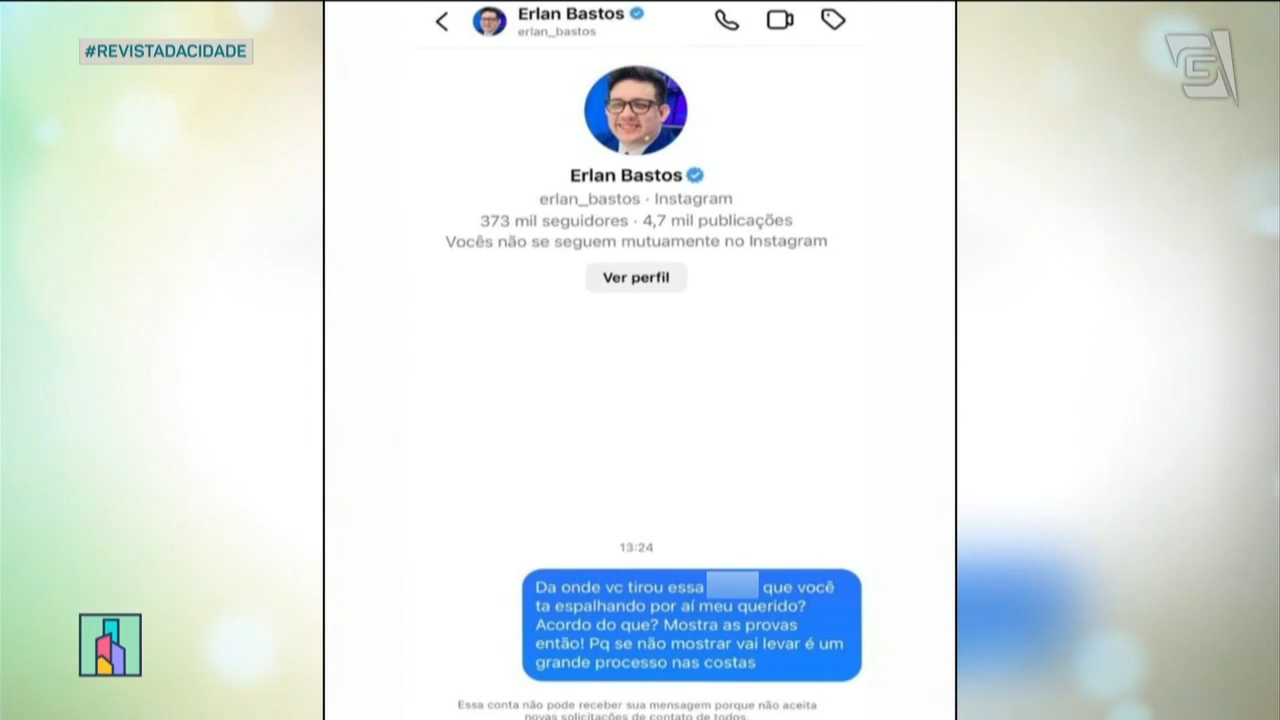 #REVISTADACIDADE
Erlan Bastos
erlan_bastos
Erlan Bastos
erlan_bastos · Instagram
373 mil seguidores · 4,7 mil publicações
Vocês não se seguem mutuamente no Instagram
Ver perfil
13:24
Da onde vc tirou essa que você
ta espalhando por aí meu querido?
Acordo do que? Mostra as provas
então! Pq se não mostrar vai levar é um
grande processo nas costas
Essa conta não pode receber sua mensagem porque não aceita
novas solicitações de contato de todos.